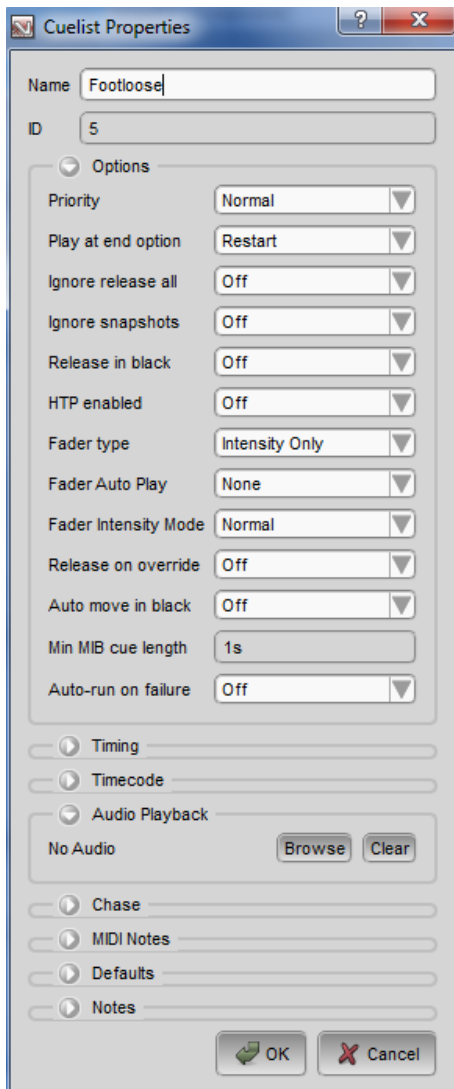 Cuelist Properties
?
Name Footloose
ID 5
Options
Priority Normal
Play at end option Restart
Ignore release all Off
Ignore snapshots Off
Release in black Off
HTP enabled Off
Fader type Intensity Only
Fader Auto Play None
Fader Intensity Mode Normal
Release on override Off
Auto move in black Off
Min MIB cue length 1s
Auto-run on failure Off
Timing
Timecode
Audio Playback
No Audio Browse Clear
Chase
MIDI Notes
Defaults
Notes
OK Cancel